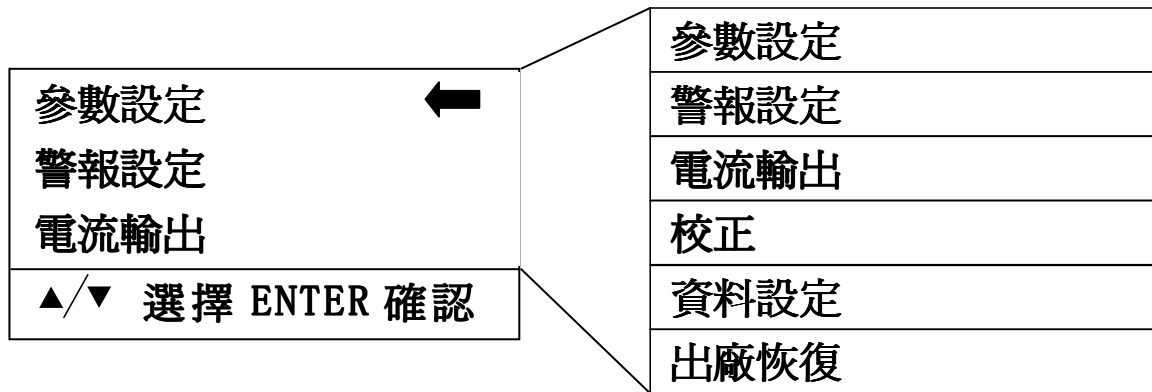 參數設定
警報設定
電流輸出
▲/▼ 選擇 ENTER 確認
參數設定
警報設定
電流輸出
校正
資料設定
出廠恢復